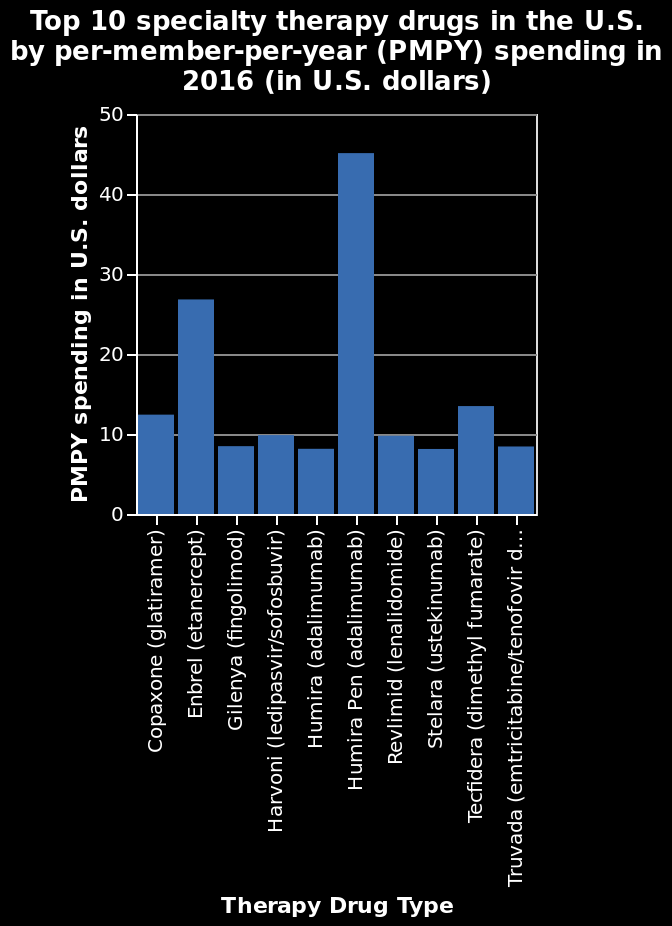 Top 10 specialty therapy drugs in the U.S.
by per-member-per-year (PMPY) spending in
2016 (in U.S. dollars)
PMPY spending in U.S. dollars
50
40
30
20
10
0
Copaxone (glatiramer)
Enbrel (etanercept)
Gilenya (fingolimod)
Harvoni (ledipasvir/sofosbuvir)
Humira (adalimumab)
Humira Pen (adalimumab)
Revlimid (lenalidomide)
Stelara (ustekinumab)
Tecfidera (dimethyl fumarate)
Truvada (emtricitabine/tenofovir d...
Therapy Drug Type